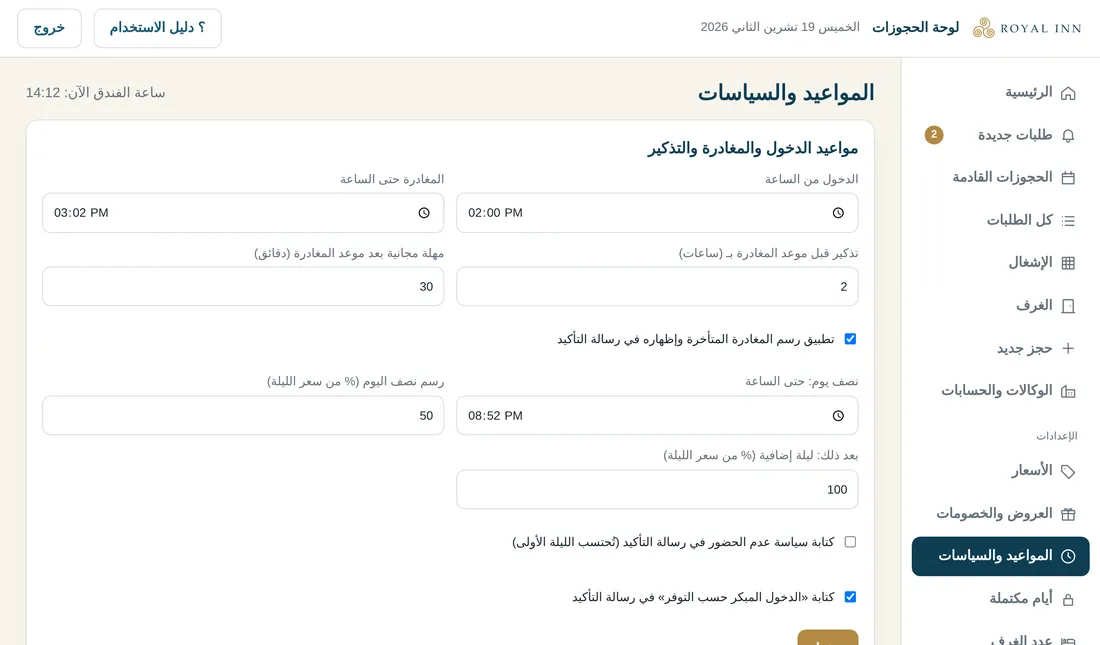 ROYAL INN
لوحة الحجوزات
الخميس 19 تشرين الثاني 2026
؟ دليل الاستخدام
خروج
الرئيسية
طلبات جديدة
2
الحجوزات القادمة
كل الطلبات
الإشغال
الغرف
حجز جديد
الوكالات والحسابات
الإعدادات
الأسعار
العروض والخصومات
المواعيد والسياسات
أيام مكتملة
عدد الغرف
المواعيد والسياسات
ساعة الفندق الآن: 14:12
مواعيد الدخول والمغادرة والتذكير
الدخول من الساعة
02:00 PM
المغادرة حتى الساعة
03:02 PM
تذكير قبل موعد المغادرة بـ (ساعات)
2
مهلة مجانية بعد موعد المغادرة (دقائق)
30
تطبيق رسم المغادرة المتأخرة وإظهاره في رسالة التأكيد
نصف يوم: حتى الساعة
08:52 PM
رسم نصف اليوم (% من سعر الليلة)
50
بعد ذلك: ليلة إضافية (% من سعر الليلة)
100
كتابة سياسة عدم الحضور في رسالة التأكيد (تُحتسب الليلة الأولى)
كتابة «الدخول المبكر حسب التوفر» في رسالة التأكيد